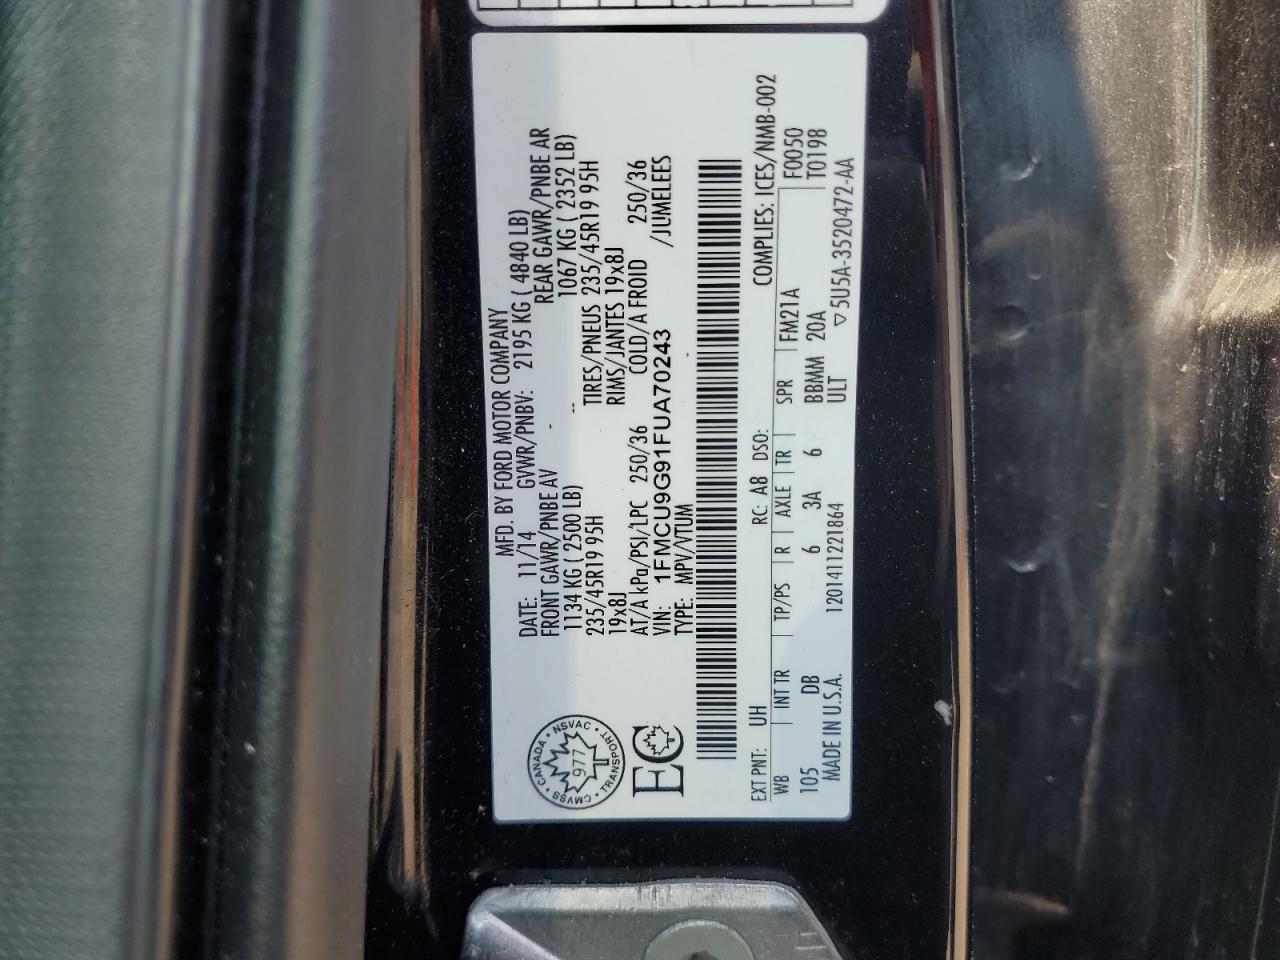 MFD. BY FORD MOTOR COMPANY
DATE: 11/14 GVWR/PNBV: 2195 KG ( 4840 LB)
FRONT GAWR/PNBE AV - REAR GAWR/PNBE AR
1134 KG ( 2500 LB) -- 1067 KG ( 2352 LB)
235/45R19 95H TIRES/PNEUS 235/45R19 95H
19x8J RIMS/JANTES 19x8J
AT/A kPa/PSI/LPC 250/36 COLD/A FROID 250/36
VIN: 1FMCU9G91FUA70243 /JUMELEES
TYPE: MPV/VTUM
CANADA • NSVAC • TRANSPORT • CMVSS •
977
EC
COMPLIES: ICES/NMB-002
EXT PNT: UH RC: A8 DSO:
WB | INT TR | TP/PS | R | AXLE | TR | SPR | FM21A | F0050
105 DB 6 3A 6 BBMM 20A T0198
MADE IN U.S.A. 120141122186​4 ULT ▽5U5A-3520472-AA